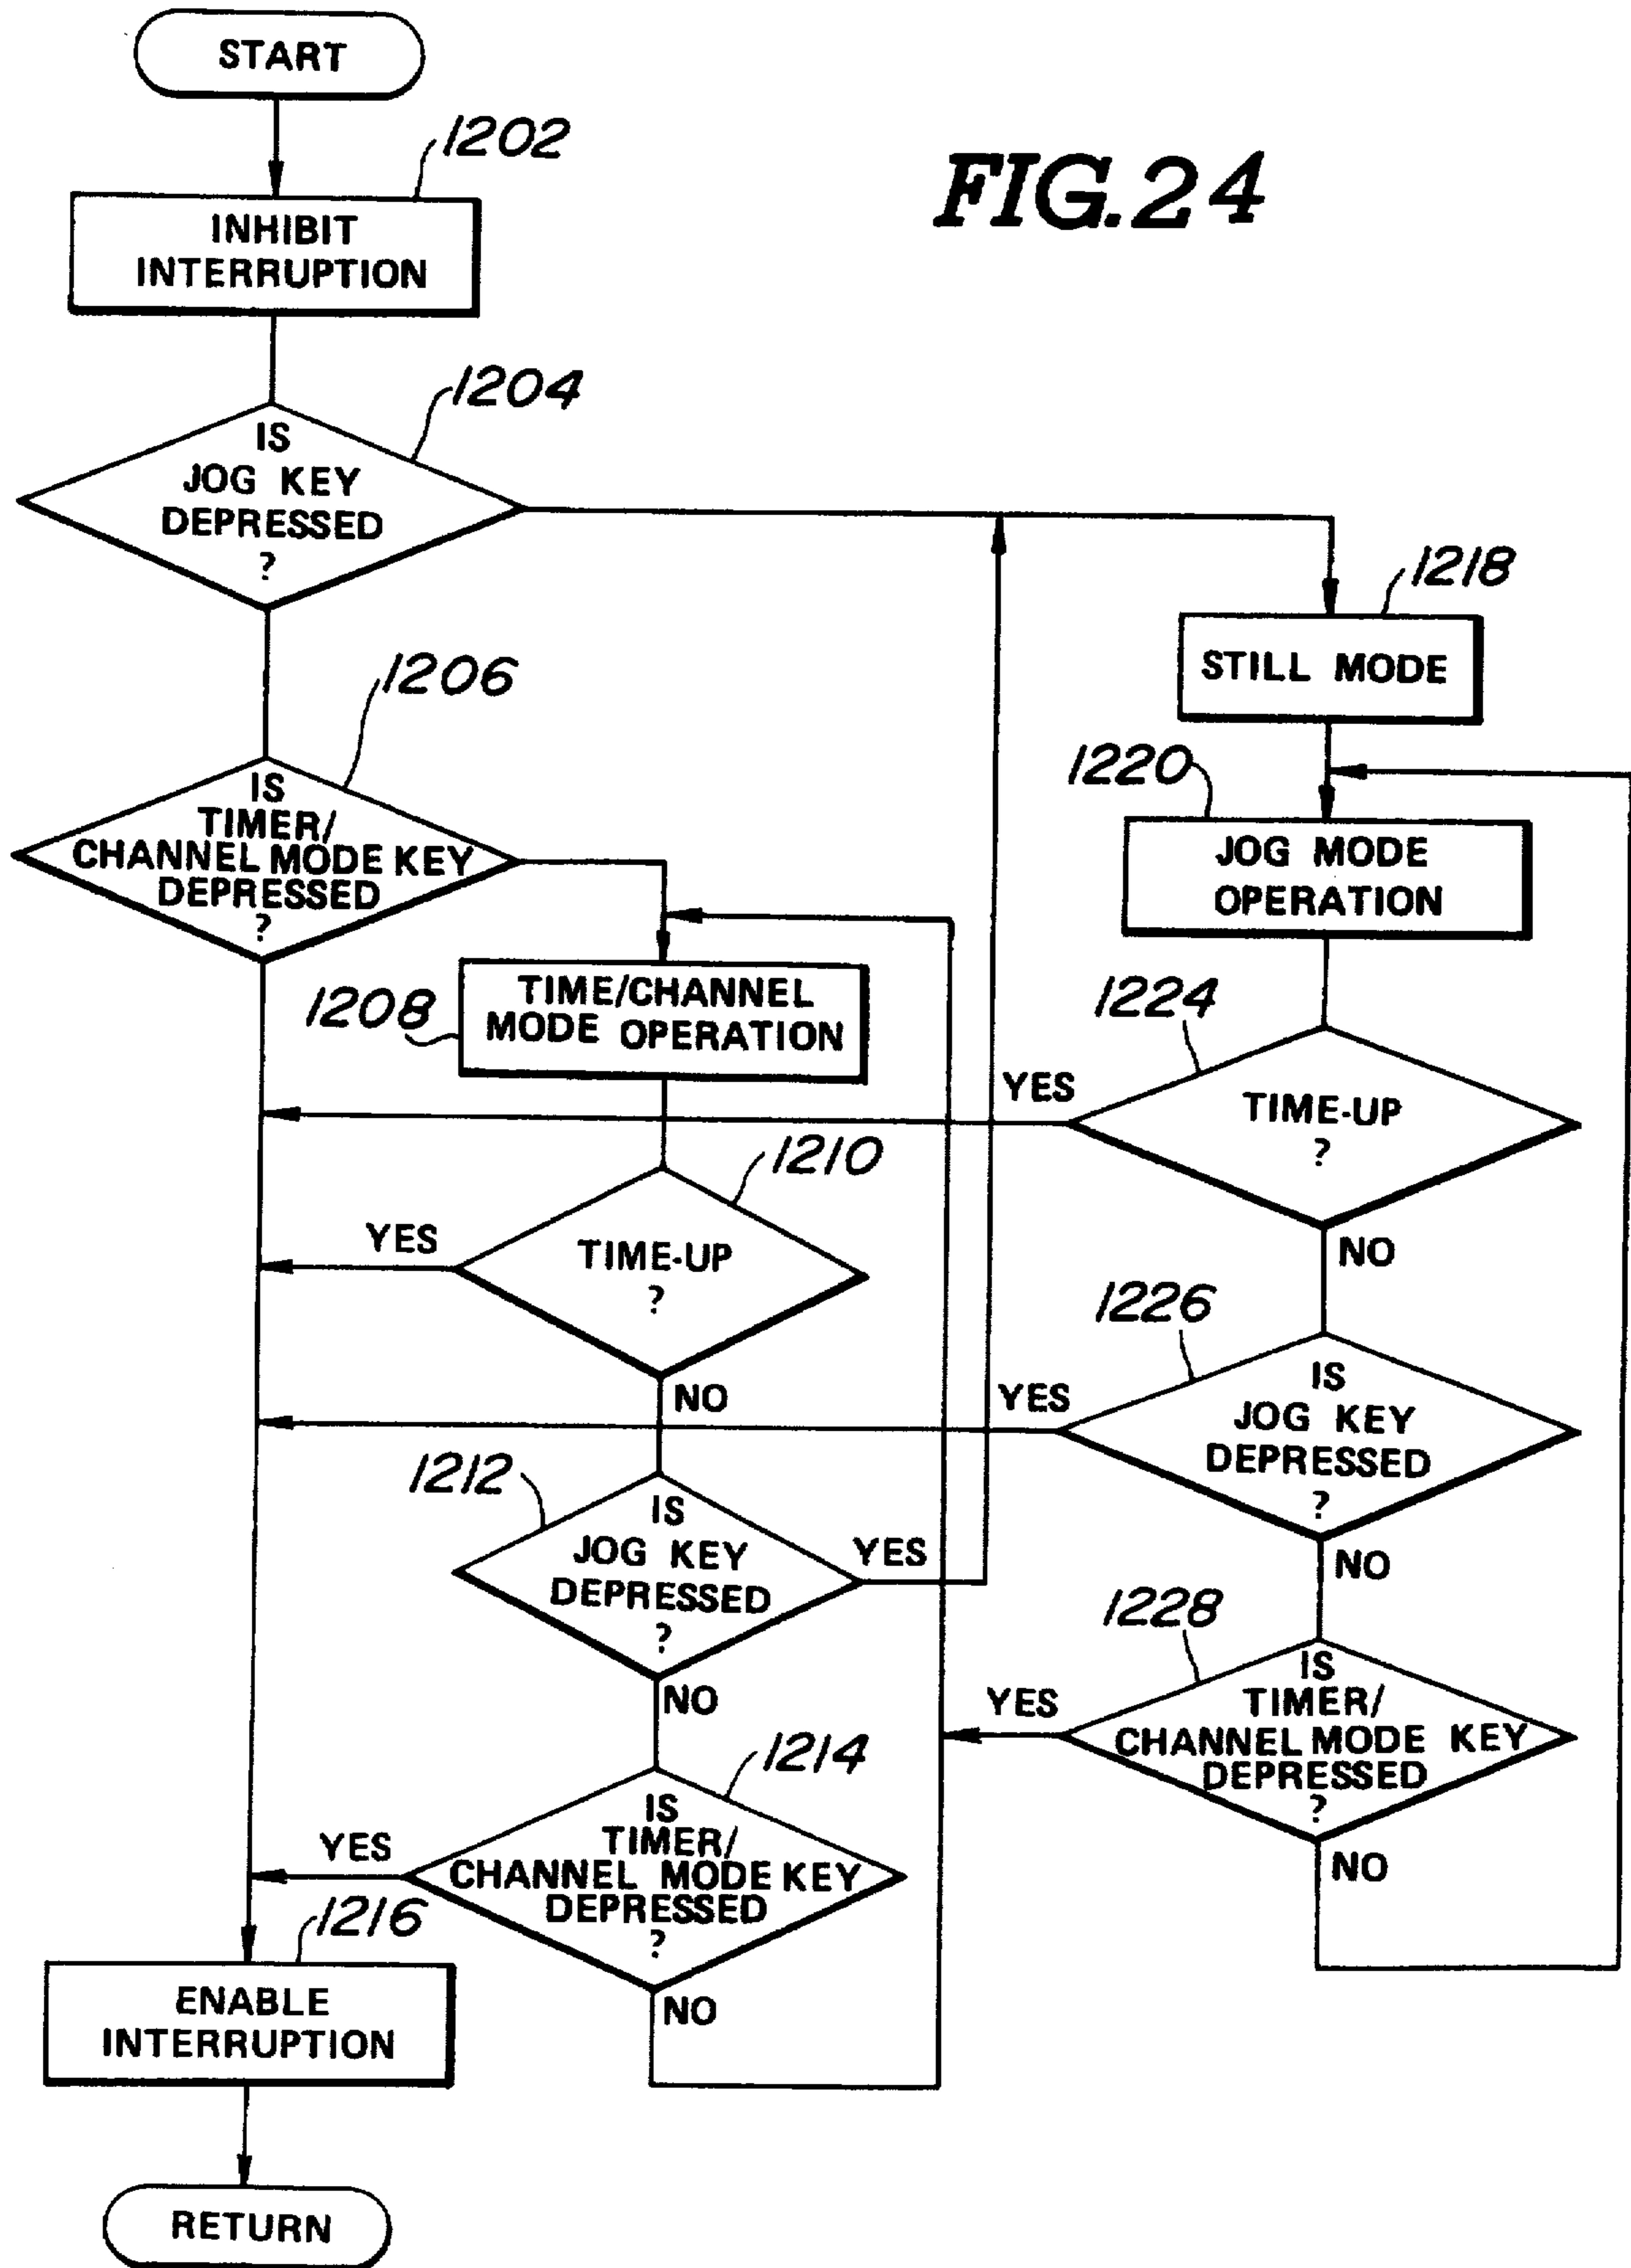 START
FIG.24
1202
INHIBIT
INTERRUPTION
1204
IS
JOG KEY
DEPRESSED
?
1206
IS
TIMER/
CHANNEL MODE KEY
DEPRESSED
?
1208
TIME/CHANNEL
MODE OPERATION
1210
YES
TIME-UP
?
NO
1212
IS
JOG KEY
DEPRESSED
?
YES
NO
1214
IS
TIMER/
CHANNEL MODE KEY
DEPRESSED
?
YES
NO
1216
ENABLE
INTERRUPTION
RETURN
1218
STILL MODE
1220
JOG MODE
OPERATION
1224
YES
TIME-UP
?
NO
1226
YES
IS
JOG KEY
DEPRESSED
?
NO
1228
YES
IS
TIMER/
CHANNEL MODE KEY
DEPRESSED
?
NO